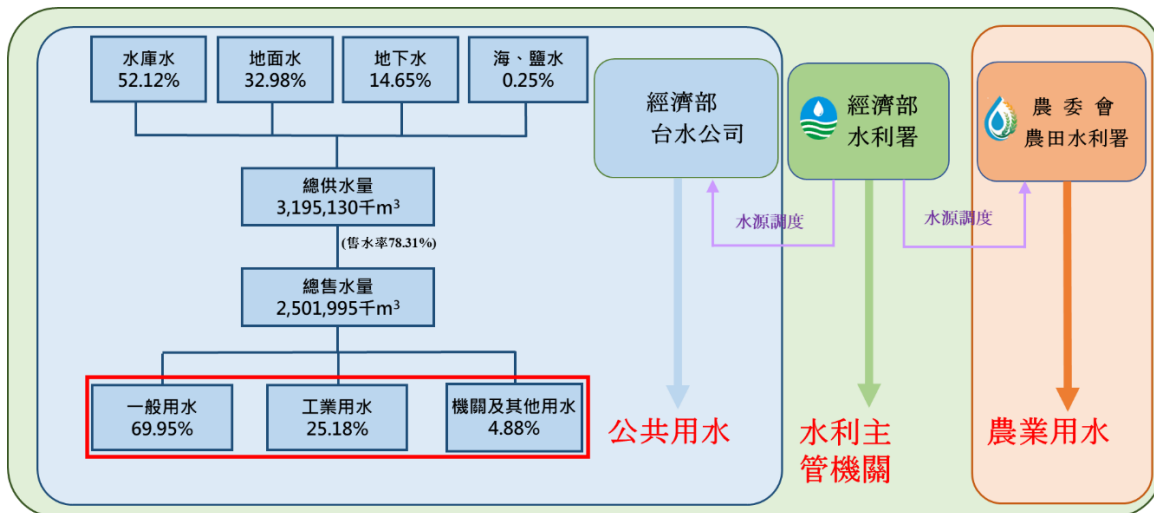 水庫水
52.12%
地面水
32.98%
地下水
14.65%
海、鹽水
0.25%
總供水量
3,195,130千m³
(售水率78.31%)
總售水量
2,501,995千m³
一般用水
69.95%
工業用水
25.18%
機關及其他用水
4.88%
經濟部
台水公司
經濟部
水利署
農委會
農田水利署
水源調度
水源調度
公共用水
水利主
管機關
農業用水